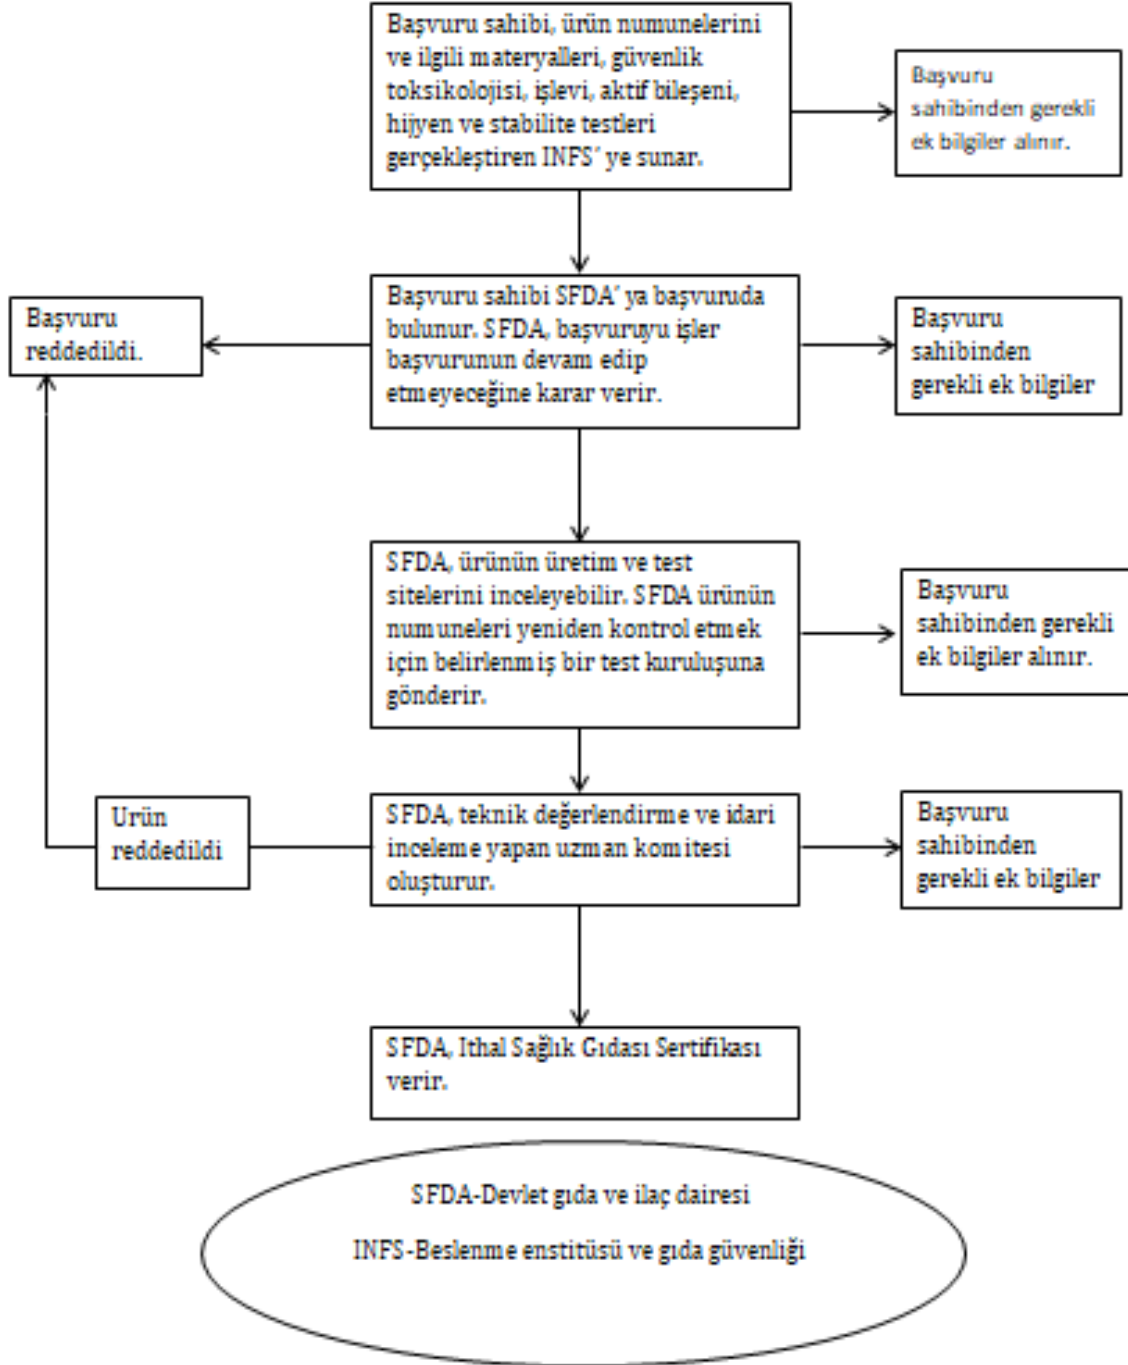 Başvuru sahibi, ürün numunelerini
ve ilgili materyalleri, güvenlik
toksikolojisi, işlevi, aktif bileşeni,
hijyen ve stabilite testleri
gerçekleştiren INFS’ ye sunar.
Başvuru
sahibinden gerekli
ek bilgiler alınır.
Başvuru
reddedildi.
Başvuru sahibi SFDA’ ya başvuruda
bulunur. SFDA, başvuruyu işler
başvurunun devam edip
etmeyeceğine karar verir.
Başvuru
sahibinden
gerekli ek bilgiler
SFDA, ürünün üretim ve test
sitelerini inceleyebilir. SFDA ürünün
numuneleri yeniden kontrol etmek
için belirlenmiş bir test kuruluşuna
gönderir.
Başvuru
sahibinden gerekli
ek bilgiler alınır.
Urün
reddedildi
SFDA, teknik değerlendirme ve idari
inceleme yapan uzman komitesi
oluşturur.
Başvuru
sahibinden
gerekli ek bilgiler
SFDA, Ithal Sağlık Gıdası Sertifikası
verir.
SFDA-Devlet gıda ve ilaç dairesi
INFS-Beslenme enstitüsü ve gıda güvenliği